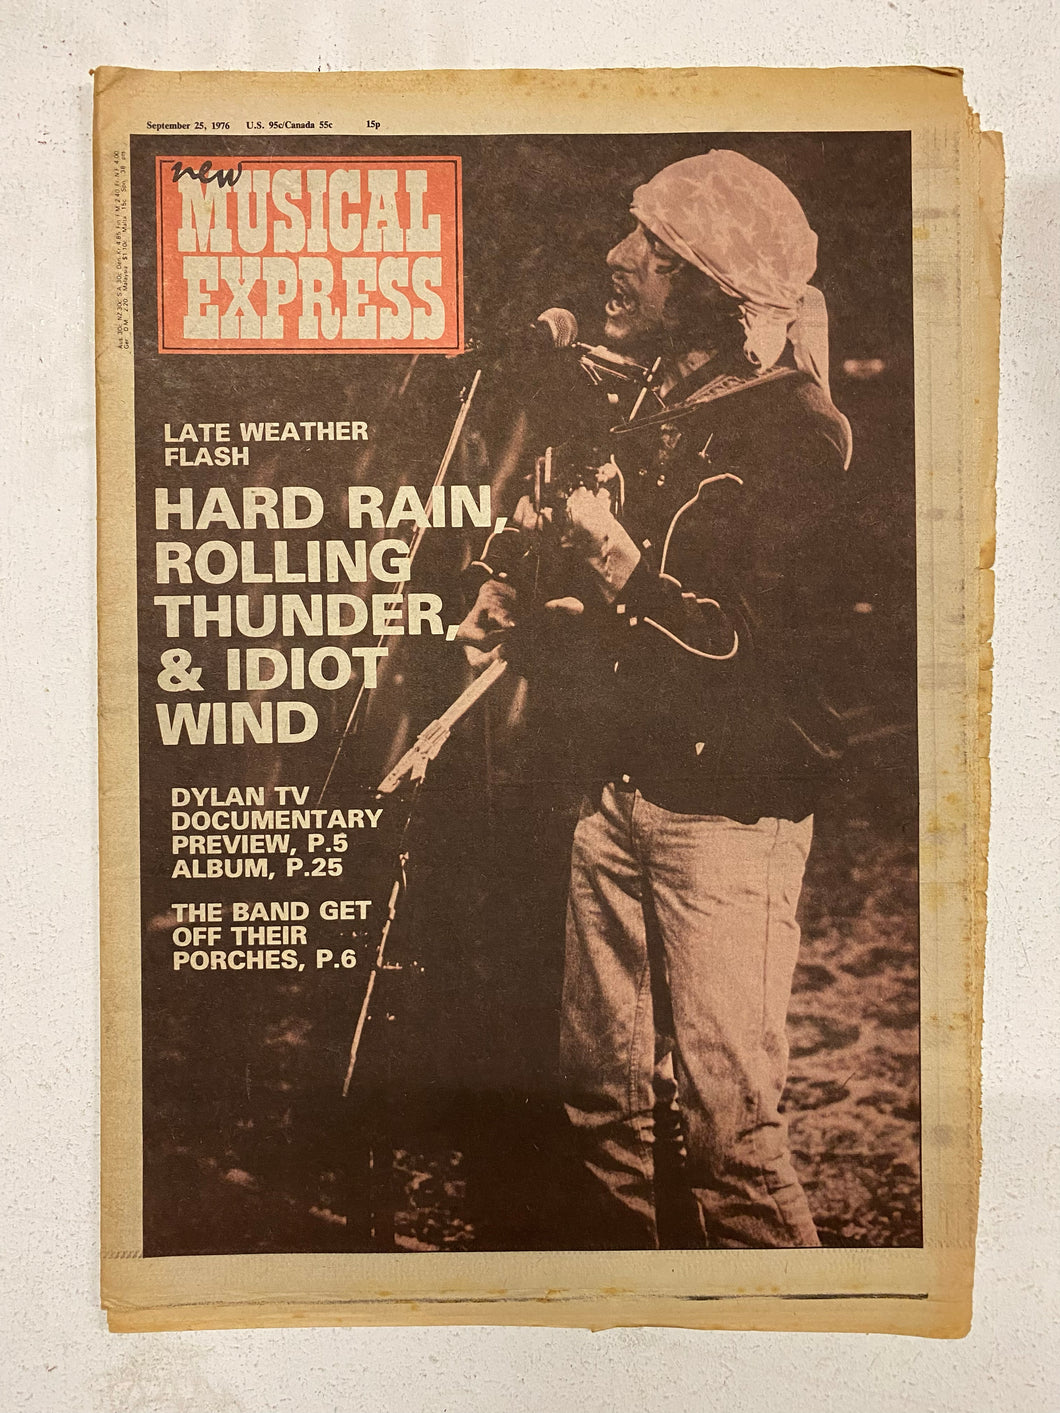 September 25, 1976 U.S. 95c/Canada 55c 15p
new
MUSICAL
EXPRESS
LATE WEATHER
FLASH
HARD RAIN,
ROLLING
THUNDER,
& IDIOT
WIND
DYLAN TV
DOCUMENTARY
PREVIEW, P.5
ALBUM, P.25
THE BAND GET
OFF THEIR
PORCHES, P.6